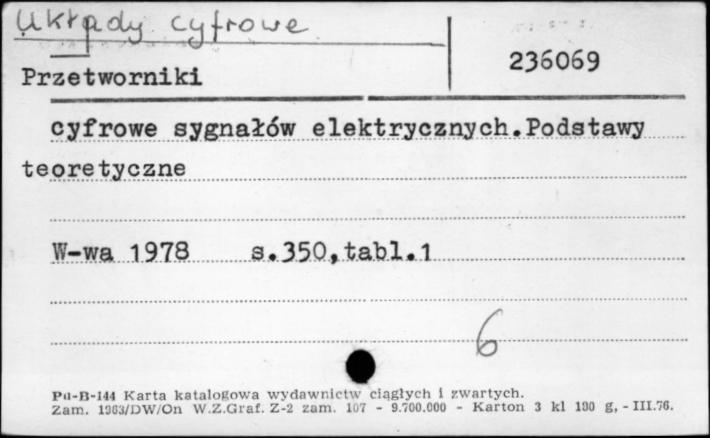 Układy cyfrowe
236069
Przetworniki
cyfrowe sygnałów elektrycznych.Podstawy
teoretyczne
W-wa 1978 s.350,tabl.1
6
Pu-B-144 Karta katalogowa wydawnictw ciągłych i zwartych.
Zam. 1963/DW/On W.Z.Graf. Z-2 zam. 107 - 9.700.000 - Karton 3 kl 190 g, - III.76.